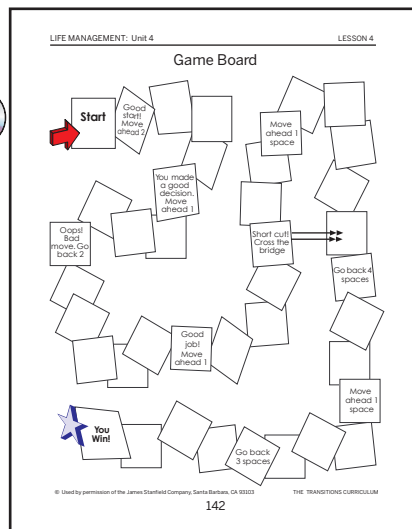 LIFE MANAGEMENT: Unit 4
LESSON 4
Game Board
Start
Good
start!
Move
ahead 2
You made
a good
decision.
Move
ahead 1
Oops!
Bad
move. Go
back 2
Good
job!
Move
ahead 1
Short cut!
Cross the
bridge
Move
ahead 1
space
Go back 4
spaces
Move
ahead 1
space
Go back
3 spaces
You
Win!
© Used by permission of the James Stanfield Company, Santa Barbara, CA 93103
THE TRANSITIONS CURRICULUM
142